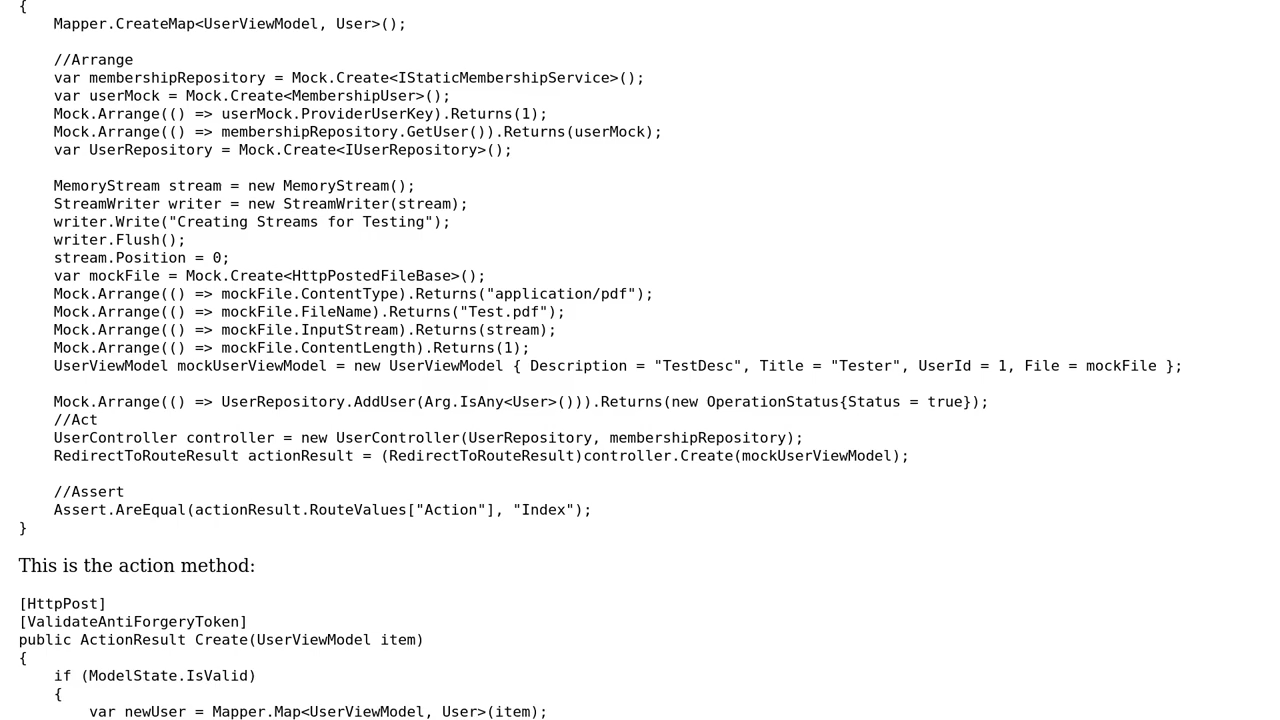 {
    Mapper.CreateMap<UserViewModel, User>();
    //Arrange
    var membershipRepository = Mock.Create<IStaticMembershipService>();
    var userMock = Mock.Create<MembershipUser>();
    Mock.Arrange(() => userMock.ProviderUserKey).Returns(1);
    Mock.Arrange(() => membershipRepository.GetUser()).Returns(userMock);
    var UserRepository = Mock.Create<IUserRepository>();
    MemoryStream stream = new MemoryStream();
    StreamWriter writer = new StreamWriter(stream);
    writer.Write("Creating Streams for Testing");
    writer.Flush();
    stream.Position = 0;
    var mockFile = Mock.Create<HttpPostedFileBase>();
    Mock.Arrange(() => mockFile.ContentType).Returns("application/pdf");
    Mock.Arrange(() => mockFile.FileName).Returns("Test.pdf");
    Mock.Arrange(() => mockFile.InputStream).Returns(stream);
    Mock.Arrange(() => mockFile.ContentLength).Returns(1);
    UserViewModel mockUserViewModel = new UserViewModel { Description = "TestDesc", Title = "Tester", UserId = 1, File = mockFile };
    Mock.Arrange(() => UserRepository.AddUser(Arg.IsAny<User>())).Returns(new OperationStatus{Status = true});
    //Act
    UserController controller = new UserController(UserRepository, membershipRepository);
    RedirectToRouteResult actionResult = (RedirectToRouteResult)controller.Create(mockUserViewModel);
    //Assert
    Assert.AreEqual(actionResult.RouteValues["Action"], "Index");
}
This is the action method:
[HttpPost]
[ValidateAntiForgeryToken]
public ActionResult Create(UserViewModel item)
{
    if (ModelState.IsValid)
    {
        var newUser = Mapper.Map<UserViewModel, User>(item);